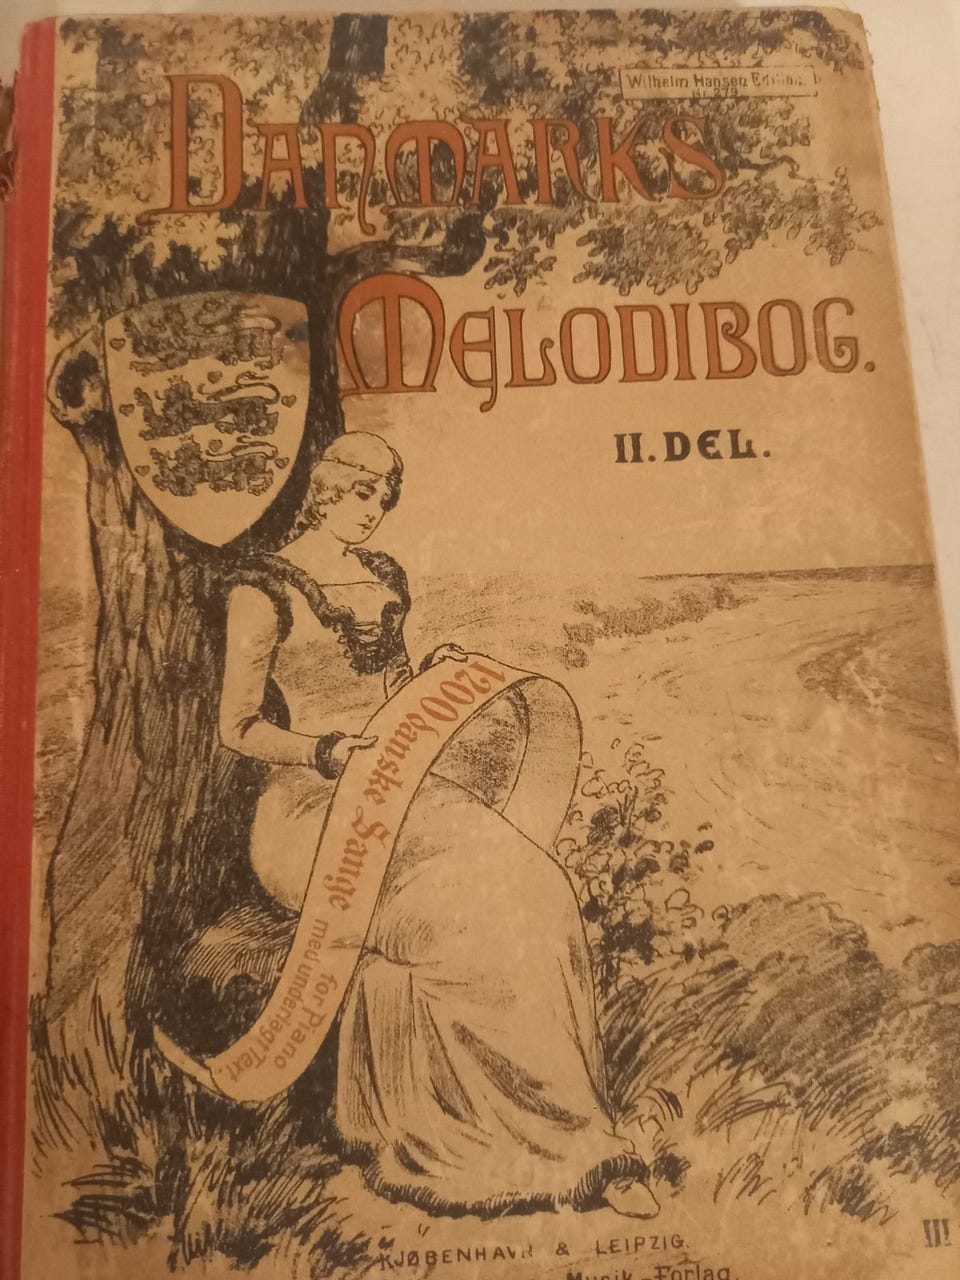 Wilhelm Hansen Edition.
Nr. 279
DANMARKS
MELODIBOG.
II. DEL.
1200 danske Sange
for Piano
med underlagt Text.
KJØBENHAVN & LEIPZIG.
Musik-Forlag